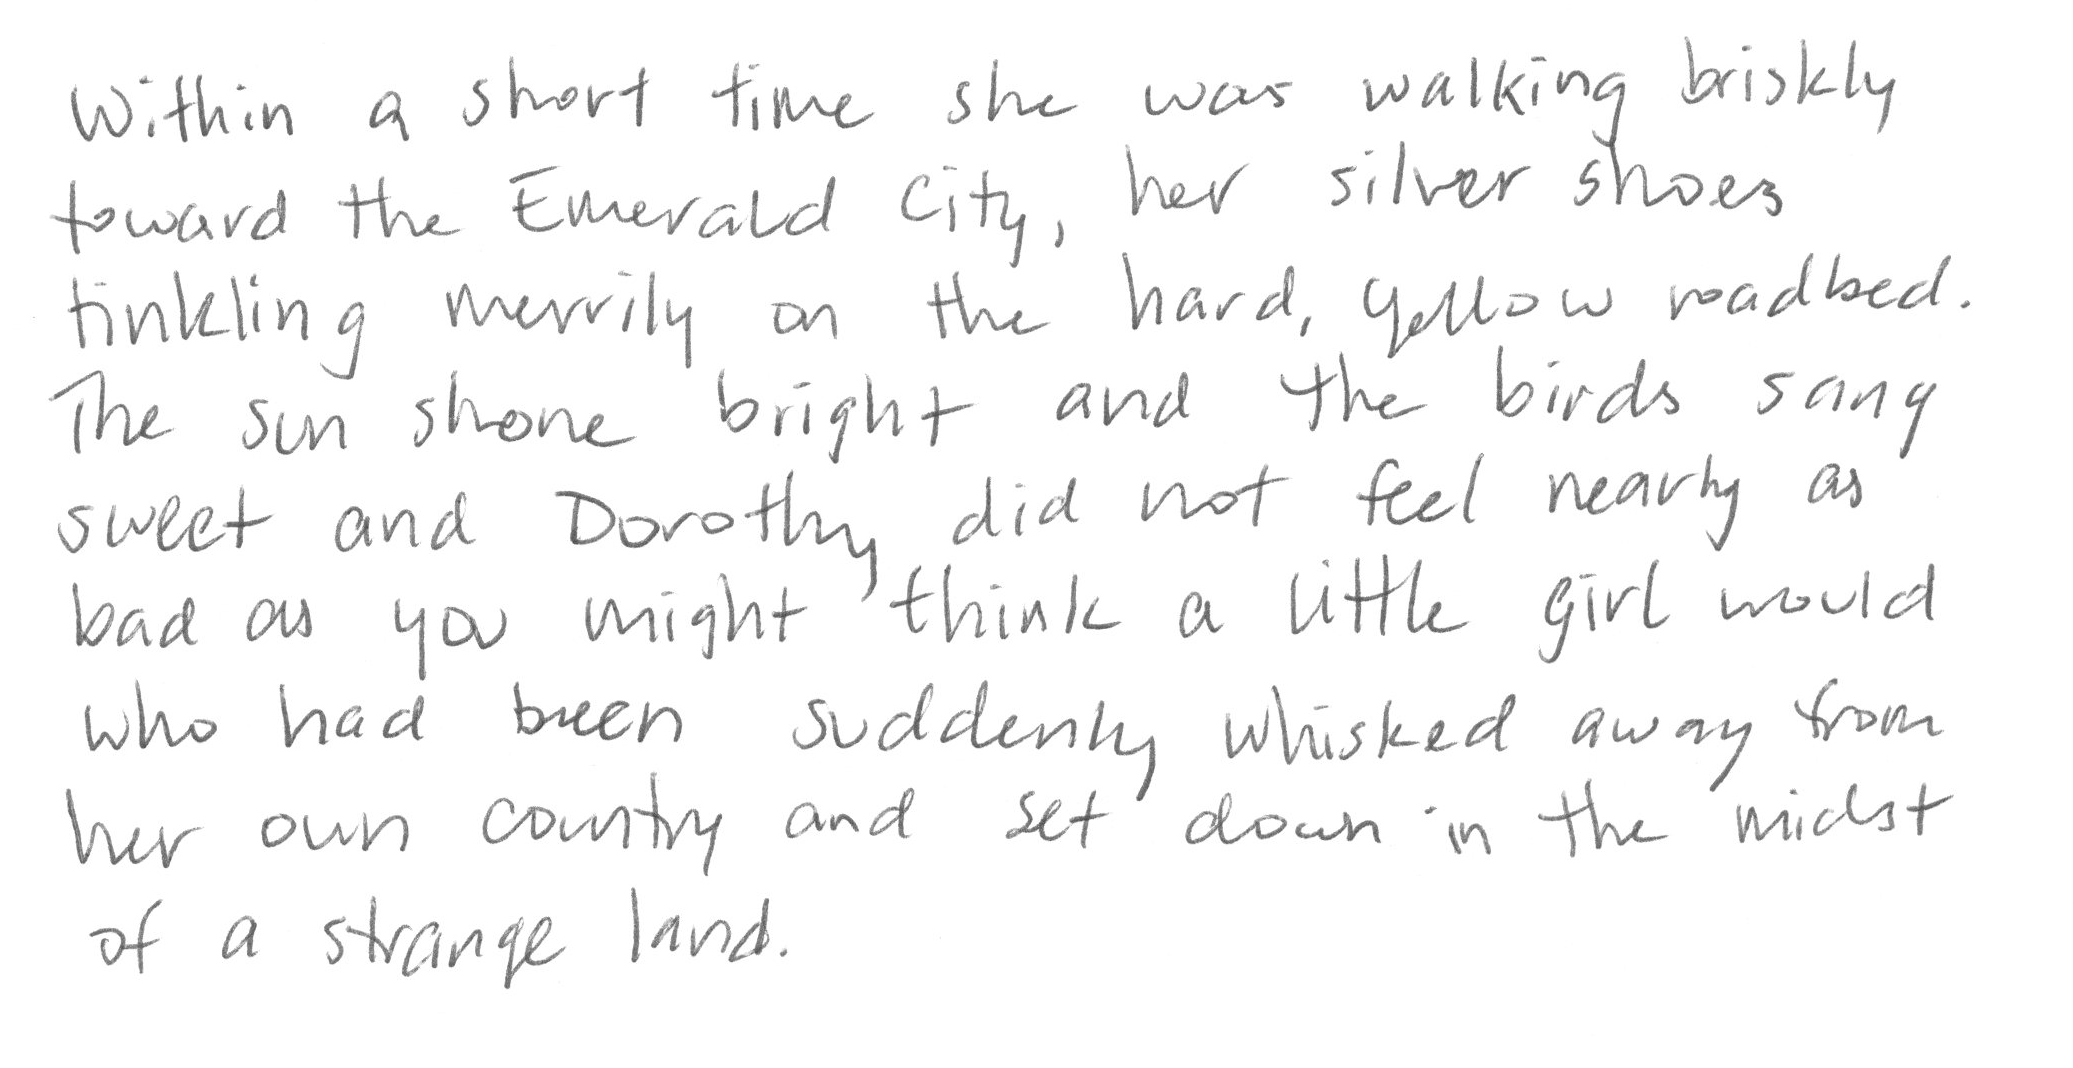 Within a short time she was walking briskly
toward the Emerald City, her silver shoes
tinkling merrily on the hard, yellow roadbed.
The sun shone bright and the birds sang
sweet and Dorothy did not feel nearly as
bad as you might think a little girl would
who had been suddenly whisked away from
her own country and set down in the midst
of a strange land.